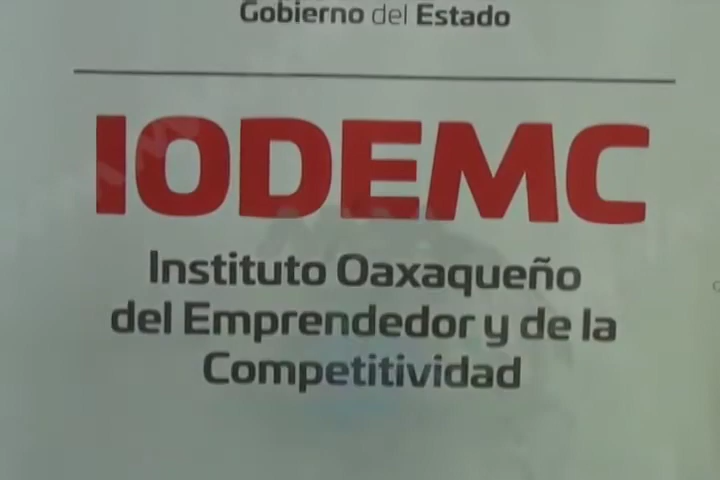 Gobierno del Estado
IODEMC
Instituto Oaxaqueño
del Emprendedor y de la
Competitividad